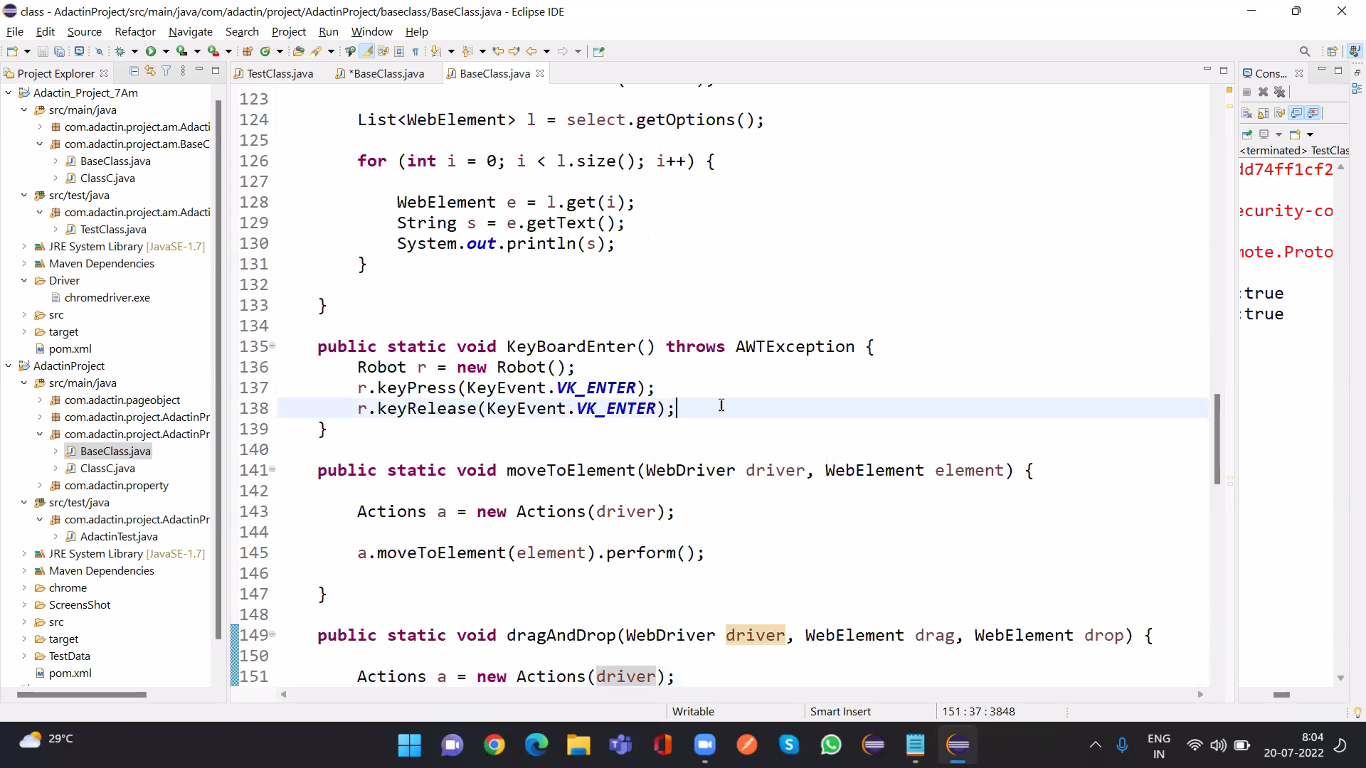 class - AdactinProject/src/main/java/com/adactin/project/AdactinProject/baseclass/BaseClass.java - Eclipse IDE
File Edit Source Refactor Navigate Search Project Run Window Help
Project Explorer
TestClass.java
*BaseClass.java
BaseClass.java
Cons...
Adactin_Project_7Am
src/main/java
com.adactin.project.am.Adacti
com.adactin.project.am.BaseC
BaseClass.java
ClassC.java
src/test/java
com.adactin.project.am.Adacti
TestClass.java
JRE System Library [JavaSE-1.7]
Maven Dependencies
Driver
chromedriver.exe
src
target
pom.xml
AdactinProject
src/main/java
com.adactin.pageobject
com.adactin.project.AdactinPr
com.adactin.project.AdactinPr
BaseClass.java
ClassC.java
com.adactin.property
src/test/java
com.adactin.project.AdactinPr
AdactinTest.java
JRE System Library [JavaSE-1.7]
Maven Dependencies
chrome
ScreensShot
src
target
TestData
pom.xml
123
124 List<WebElement> l = select.getOptions();
125
126 for (int i = 0; i < l.size(); i++) {
127
128 WebElement e = l.get(i);
129 String s = e.getText();
130 System.out.println(s);
131 }
132
133 }
134
135 public static void KeyBoardEnter() throws AWTException {
136 Robot r = new Robot();
137 r.keyPress(KeyEvent.VK_ENTER);
138 r.keyRelease(KeyEvent.VK_ENTER);
139 }
140
141 public static void moveToElement(WebDriver driver, WebElement element) {
142
143 Actions a = new Actions(driver);
144
145 a.moveToElement(element).perform();
146
147 }
148
149 public static void dragAndDrop(WebDriver driver, WebElement drag, WebElement drop) {
150
151 Actions a = new Actions(driver);
<terminated> TestClass
dd74ff1cf2
ecurity-co
mote.Proto
:true
:true
Writable
Smart Insert
151 : 37 : 3848
29°C
ENG
IN
8:04
20-07-2022